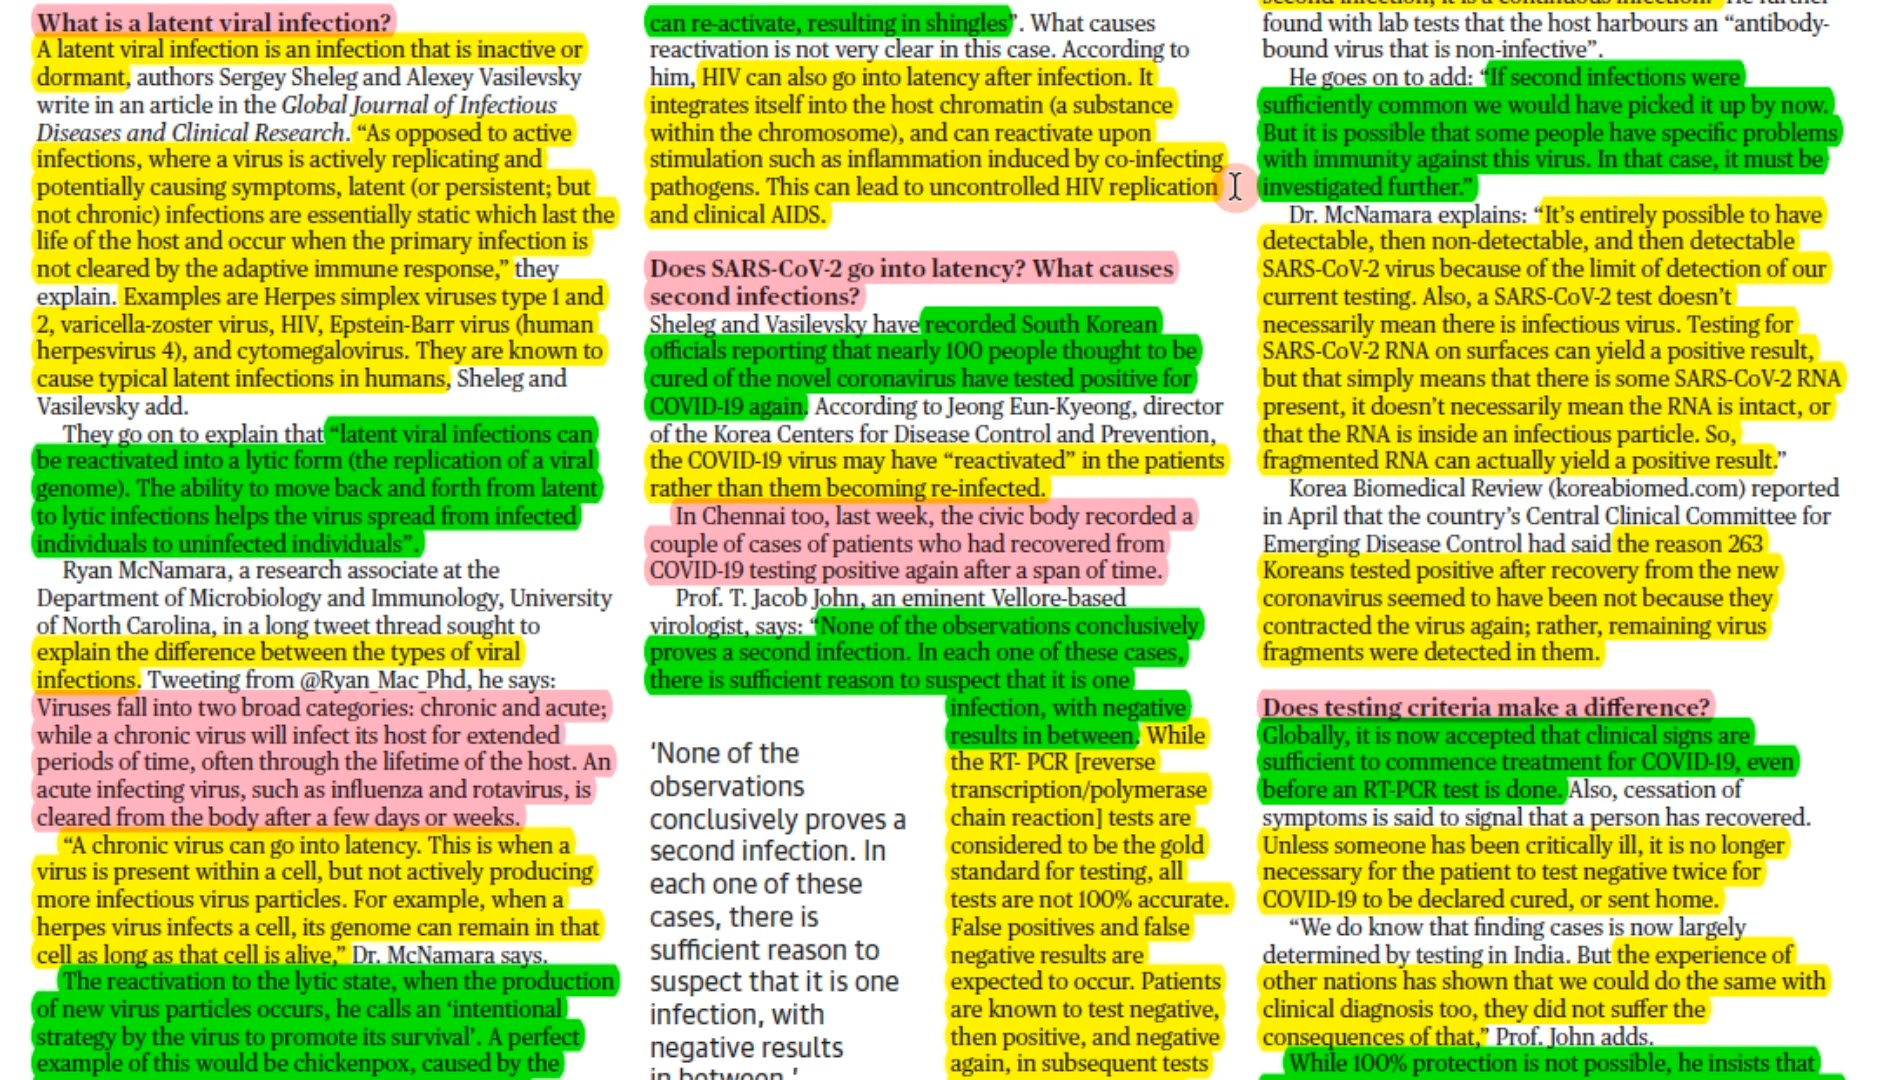 What is a latent viral infection?
A latent viral infection is an infection that is inactive or
dormant, authors Sergey Sheleg and Alexey Vasilevsky
write in an article in the Global Journal of Infectious
Diseases and Clinical Research. “As opposed to active
infections, where a virus is actively replicating and
potentially causing symptoms, latent (or persistent; but
not chronic) infections are essentially static which last the
life of the host and occur when the primary infection is
not cleared by the adaptive immune response,” they
explain. Examples are Herpes simplex viruses type 1 and
2, varicella-zoster virus, HIV, Epstein-Barr virus (human
herpesvirus 4), and cytomegalovirus. They are known to
cause typical latent infections in humans, Sheleg and
Vasilevsky add.
They go on to explain that “latent viral infections can
be reactivated into a lytic form (the replication of a viral
genome). The ability to move back and forth from latent
to lytic infections helps the virus spread from infected
individuals to uninfected individuals”.
Ryan McNamara, a research associate at the
Department of Microbiology and Immunology, University
of North Carolina, in a long tweet thread sought to
explain the difference between the types of viral
infections. Tweeting from @Ryan_Mac_Phd, he says:
Viruses fall into two broad categories: chronic and acute;
while a chronic virus will infect its host for extended
periods of time, often through the lifetime of the host. An
acute infecting virus, such as influenza and rotavirus, is
cleared from the body after a few days or weeks.
“A chronic virus can go into latency. This is when a
virus is present within a cell, but not actively producing
more infectious virus particles. For example, when a
herpes virus infects a cell, its genome can remain in that
cell as long as that cell is alive,” Dr. McNamara says.
The reactivation to the lytic state, when the production
of new virus particles occurs, he calls an ‘intentional
strategy by the virus to promote its survival’. A perfect
example of this would be chickenpox, caused by the
can re-activate, resulting in shingles”. What causes
reactivation is not very clear in this case. According to
him, HIV can also go into latency after infection. It
integrates itself into the host chromatin (a substance
within the chromosome), and can reactivate upon
stimulation such as inflammation induced by co-infecting
pathogens. This can lead to uncontrolled HIV replication
and clinical AIDS.
Does SARS-CoV-2 go into latency? What causes
second infections?
Sheleg and Vasilevsky have recorded South Korean
officials reporting that nearly 100 people thought to be
cured of the novel coronavirus have tested positive for
COVID-19 again. According to Jeong Eun-Kyeong, director
of the Korea Centers for Disease Control and Prevention,
the COVID-19 virus may have “reactivated” in the patients
rather than them becoming re-infected.
In Chennai too, last week, the civic body recorded a
couple of cases of patients who had recovered from
COVID-19 testing positive again after a span of time.
Prof. T. Jacob John, an eminent Vellore-based
virologist, says: “None of the observations conclusively
proves a second infection. In each one of these cases,
there is sufficient reason to suspect that it is one
infection, with negative
results in between. While
the RT- PCR [reverse
transcription/polymerase
chain reaction] tests are
considered to be the gold
standard for testing, all
tests are not 100% accurate.
False positives and false
negative results are
expected to occur. Patients
are known to test negative,
then positive, and negative
again, in subsequent tests
‘None of the
observations
conclusively proves a
second infection. In
each one of these
cases, there is
sufficient reason to
suspect that it is one
infection, with
negative results
in between.’
second infection, it is a continuous infection.” He further
found with lab tests that the host harbours an “antibody-
bound virus that is non-infective”.
He goes on to add: “If second infections were
sufficiently common we would have picked it up by now.
But it is possible that some people have specific problems
with immunity against this virus. In that case, it must be
investigated further.”
Dr. McNamara explains: “It’s entirely possible to have
detectable, then non-detectable, and then detectable
SARS-CoV-2 virus because of the limit of detection of our
current testing. Also, a SARS-CoV-2 test doesn’t
necessarily mean there is infectious virus. Testing for
SARS-CoV-2 RNA on surfaces can yield a positive result,
but that simply means that there is some SARS-CoV-2 RNA
present, it doesn’t necessarily mean the RNA is intact, or
that the RNA is inside an infectious particle. So,
fragmented RNA can actually yield a positive result.”
Korea Biomedical Review (koreabiomed.com) reported
in April that the country’s Central Clinical Committee for
Emerging Disease Control had said the reason 263
Koreans tested positive after recovery from the new
coronavirus seemed to have been not because they
contracted the virus again; rather, remaining virus
fragments were detected in them.
Does testing criteria make a difference?
Globally, it is now accepted that clinical signs are
sufficient to commence treatment for COVID-19, even
before an RT-PCR test is done. Also, cessation of
symptoms is said to signal that a person has recovered.
Unless someone has been critically ill, it is no longer
necessary for the patient to test negative twice for
COVID-19 to be declared cured, or sent home.
“We do know that finding cases is now largely
determined by testing in India. But the experience of
other nations has shown that we could do the same with
clinical diagnosis too, they did not suffer the
consequences of that,” Prof. John adds.
While 100% protection is not possible, he insists that